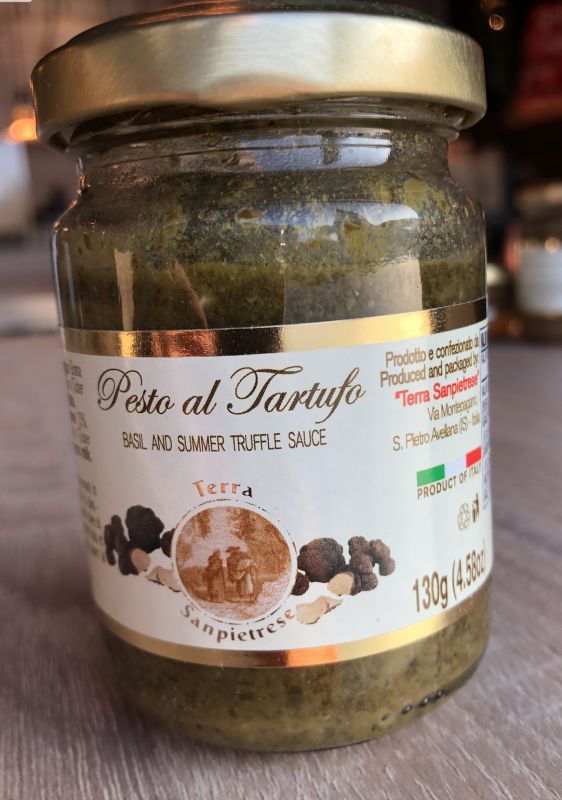 Pesto al Tartufo
BASIL AND SUMMER TRUFFLE SAUCE
Terra
Sanpietrese
Prodotto e confezionato da
Produced and packaged by:
"Terra Sanpietrese"
Via Montepagano,
S. Pietro Avellana (IS) - Italy
PRODUCT OF ITALY
130g (4.58oz)